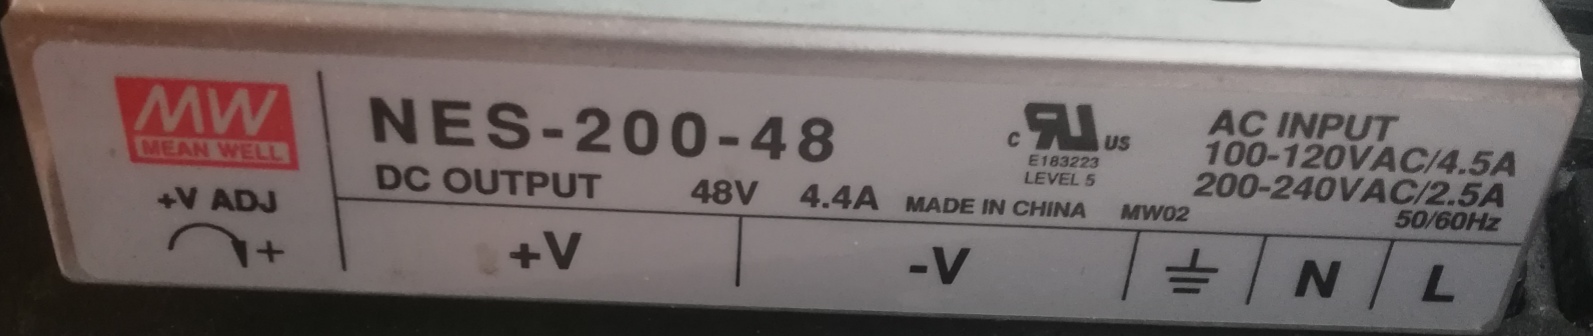 MW
MEAN WELL
+V ADJ
+
NES-200-48
DC OUTPUT 48V 4.4A MADE IN CHINA MW02
c RU US
E183223
LEVEL 5
AC INPUT
100-120VAC/4.5A
200-240VAC/2.5A
50/60Hz
+V -V N L